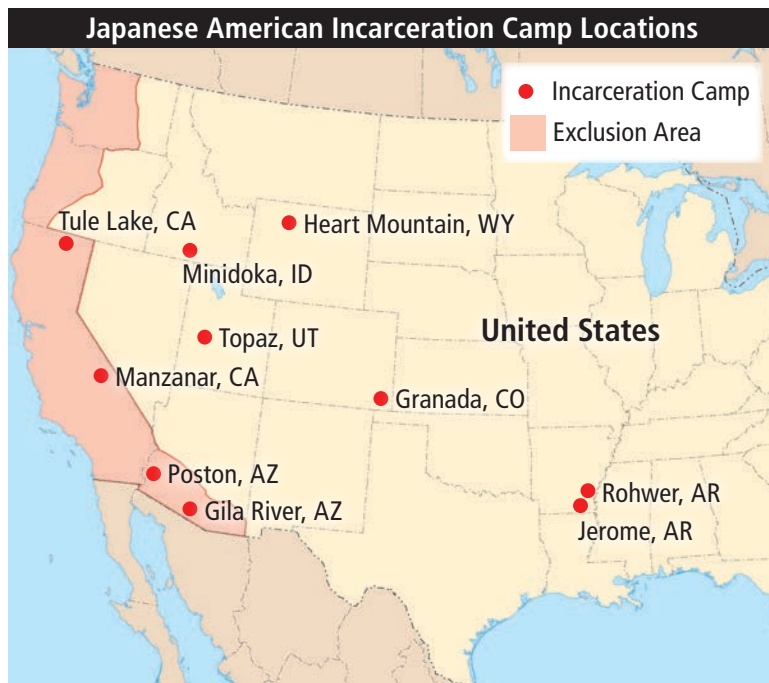 Japanese American Incarceration Camp Locations
Incarceration Camp
Exclusion Area
Tule Lake, CA
Heart Mountain, WY
Minidoka, ID
United States
Topaz, UT
Manzanar, CA
Granada, CO
Poston, AZ
Gila River, AZ
Rohwer, AR
Jerome, AR